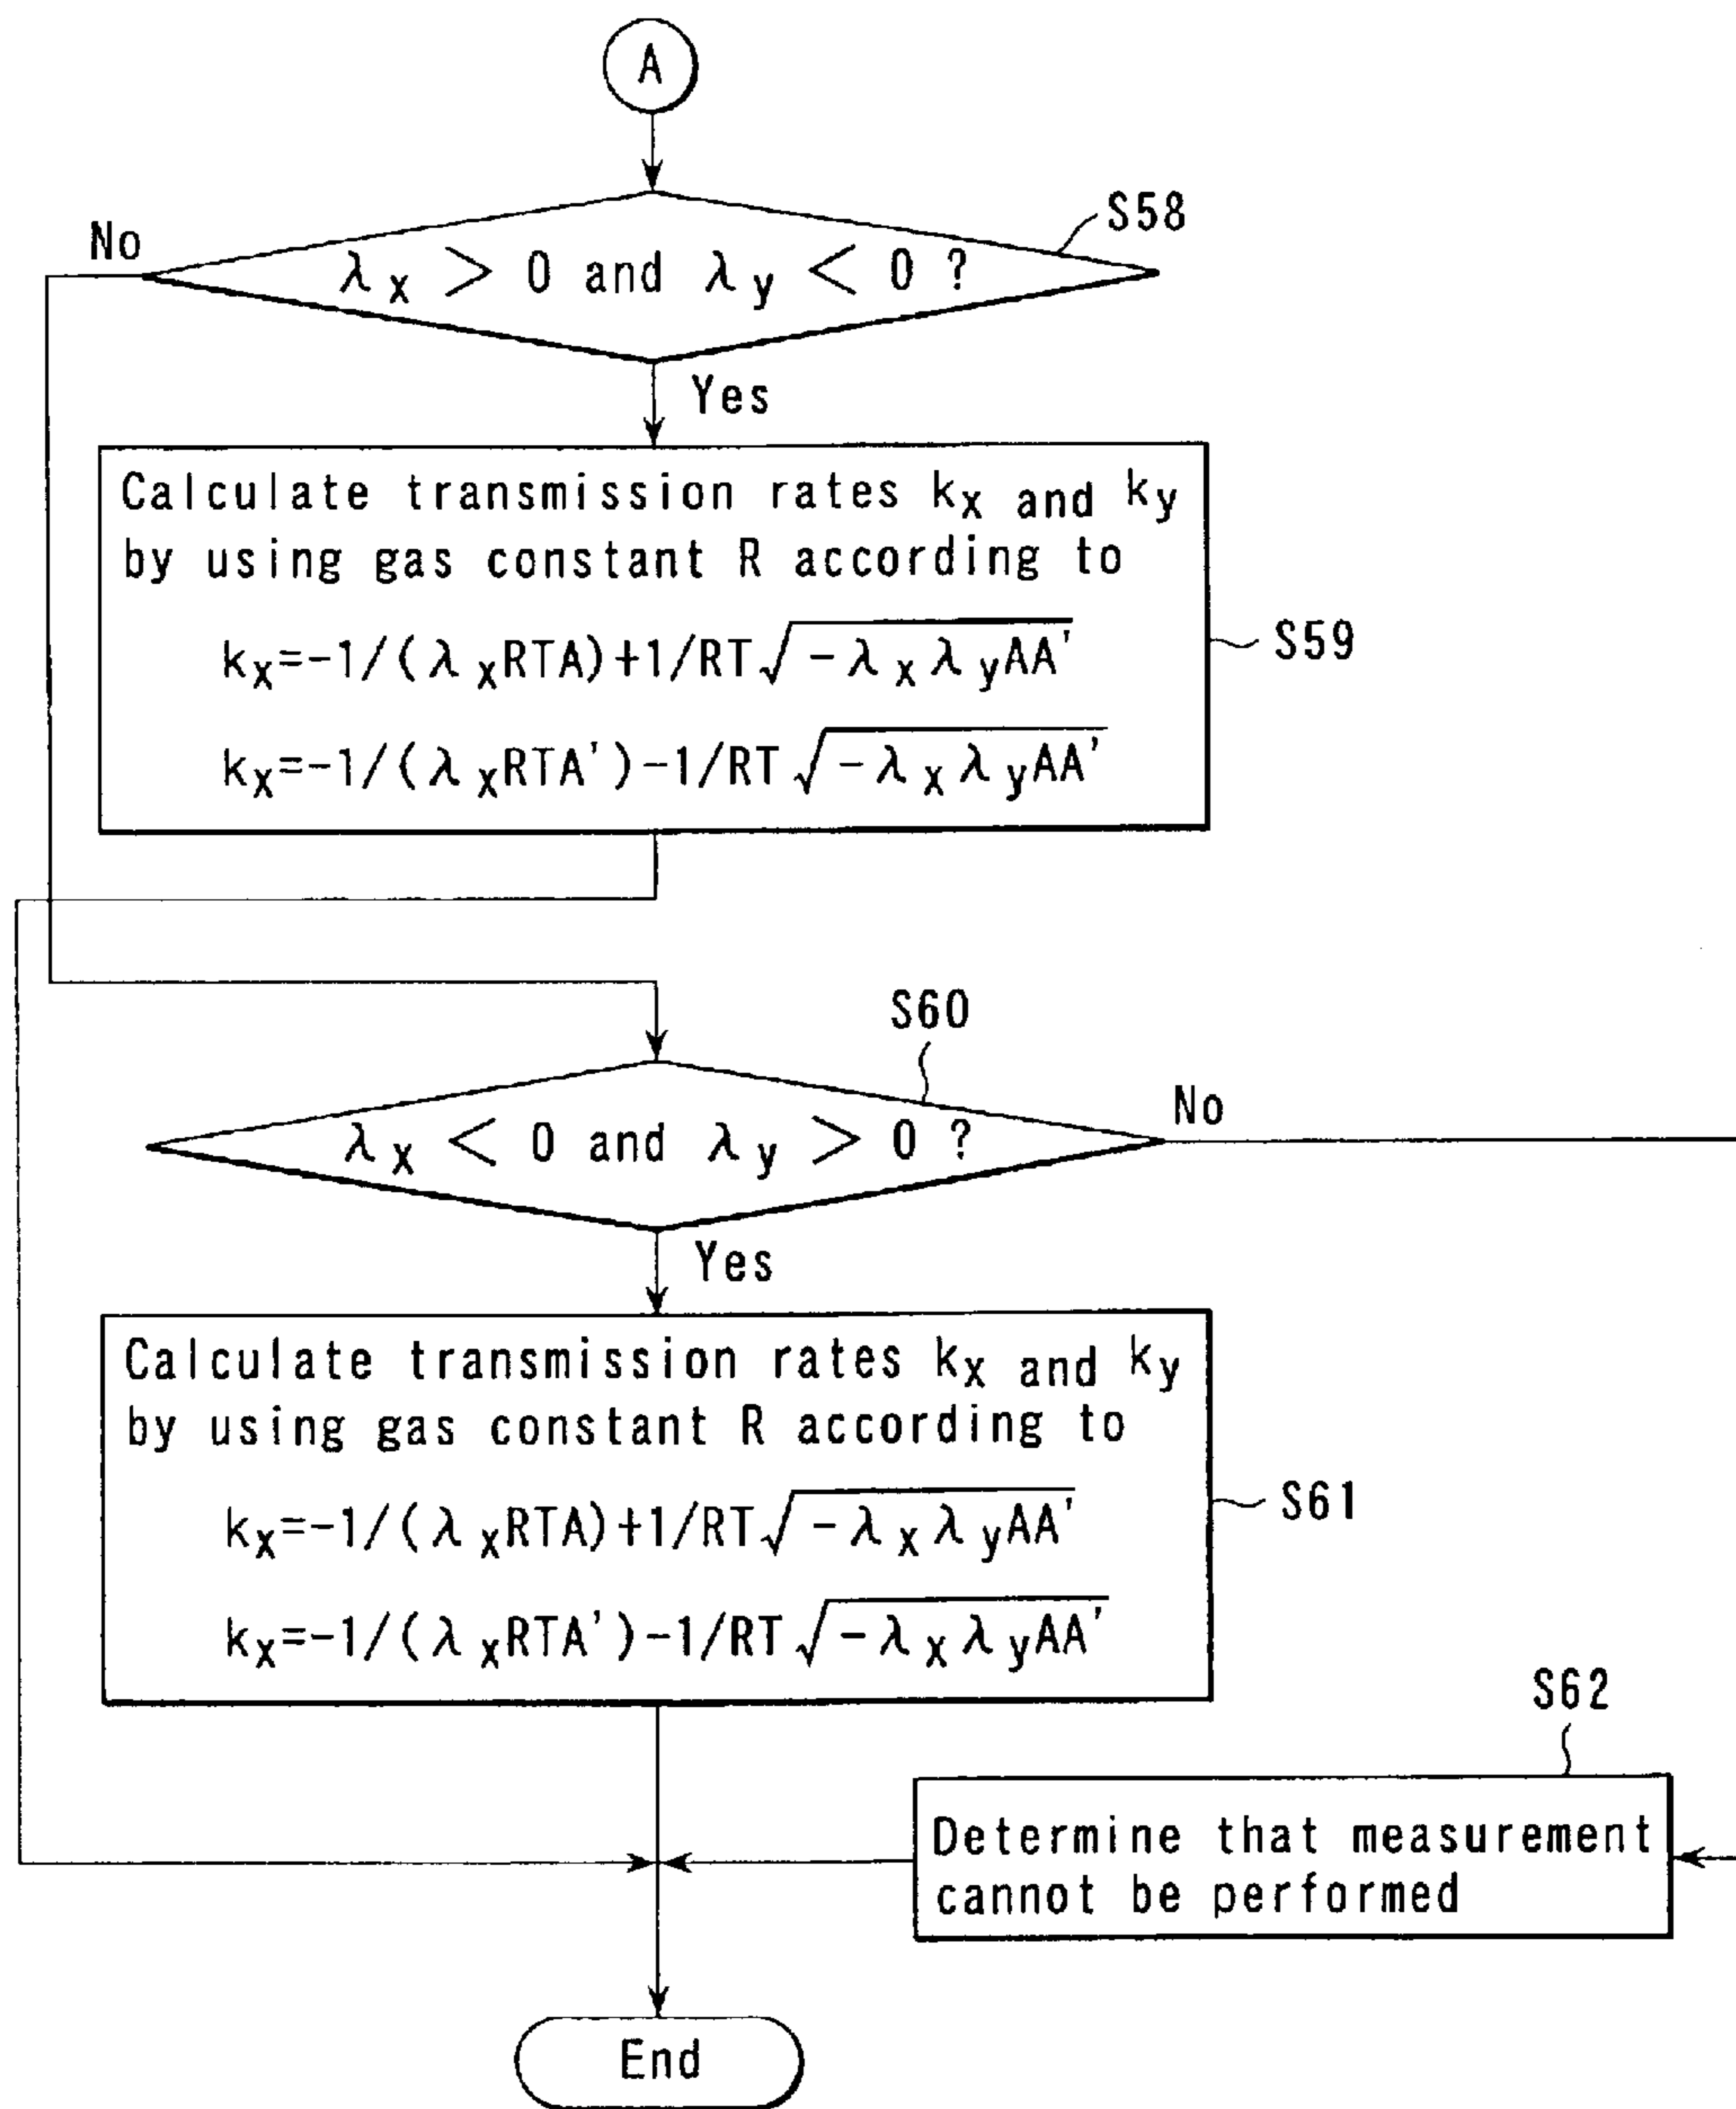 A
S58
No
λx > 0 and λy < 0 ?
Yes
Calculate transmission rates kx and ky
by using gas constant R according to
kx=-1/(λxRTA)+1/RT√-λxλyAA'
kx=-1/(λxRTA')-1/RT√-λxλyAA'
S59
S60
No
λx < 0 and λy > 0 ?
Yes
Calculate transmission rates kx and ky
by using gas constant R according to
kx=-1/(λxRTA)+1/RT√-λxλyAA'
kx=-1/(λxRTA')-1/RT√-λxλyAA'
S61
S62
Determine that measurement
cannot be performed
End